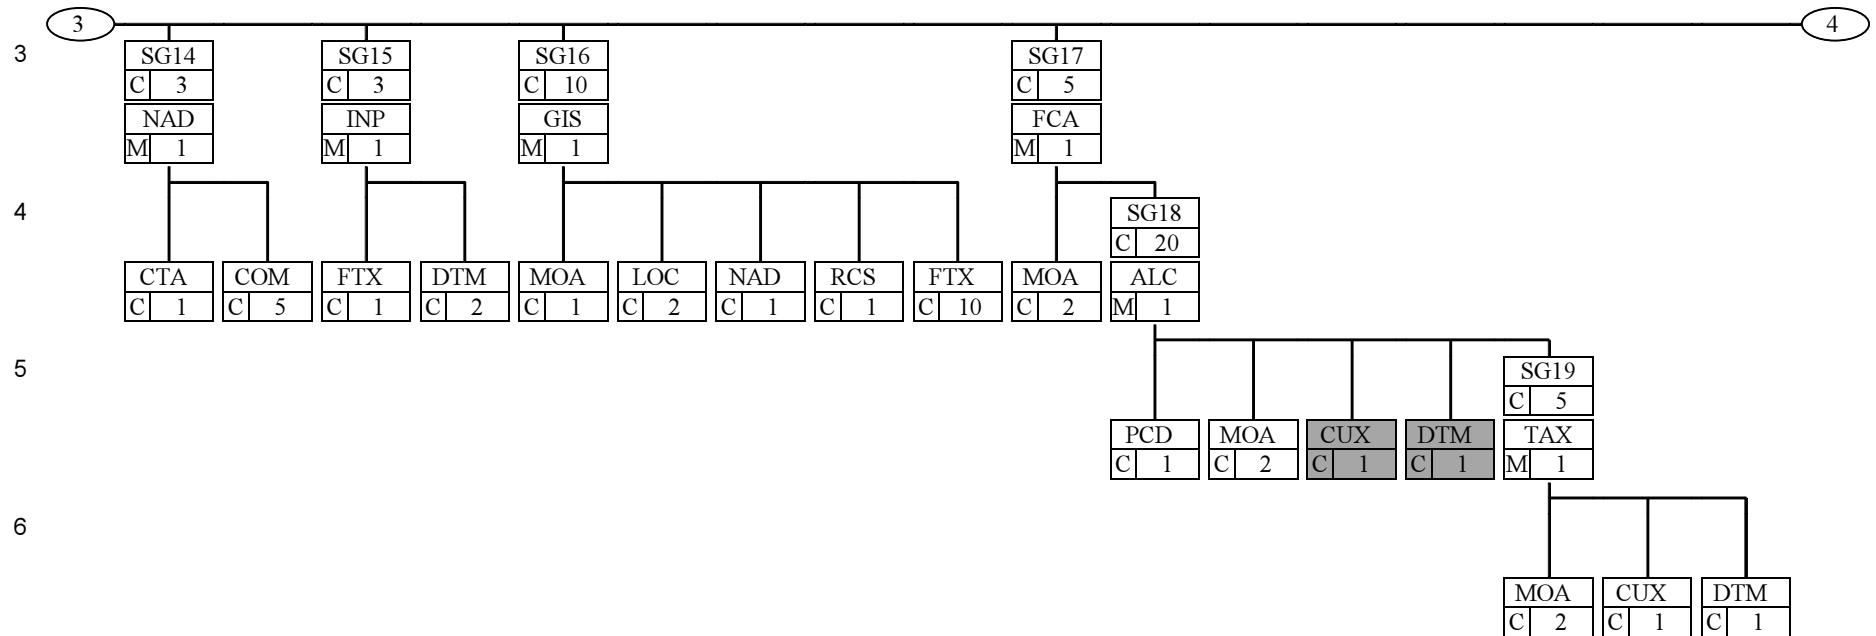 3 4
3 SG14 SG15 SG16 SG17
C 3 C 3 C 10 C 5
NAD INP GIS FCA
M 1 M 1 M 1 M 1
4 SG18
C 20
CTA COM FTX DTM MOA LOC NAD RCS FTX MOA ALC
C 1 C 5 C 1 C 2 C 1 C 2 C 1 C 1 C 10 C 2 M 1
5 SG19
C 5
PCD MOA CUX DTM TAX
C 1 C 2 C 1 C 1 M 1
6
MOA CUX DTM
C 2 C 1 C 1